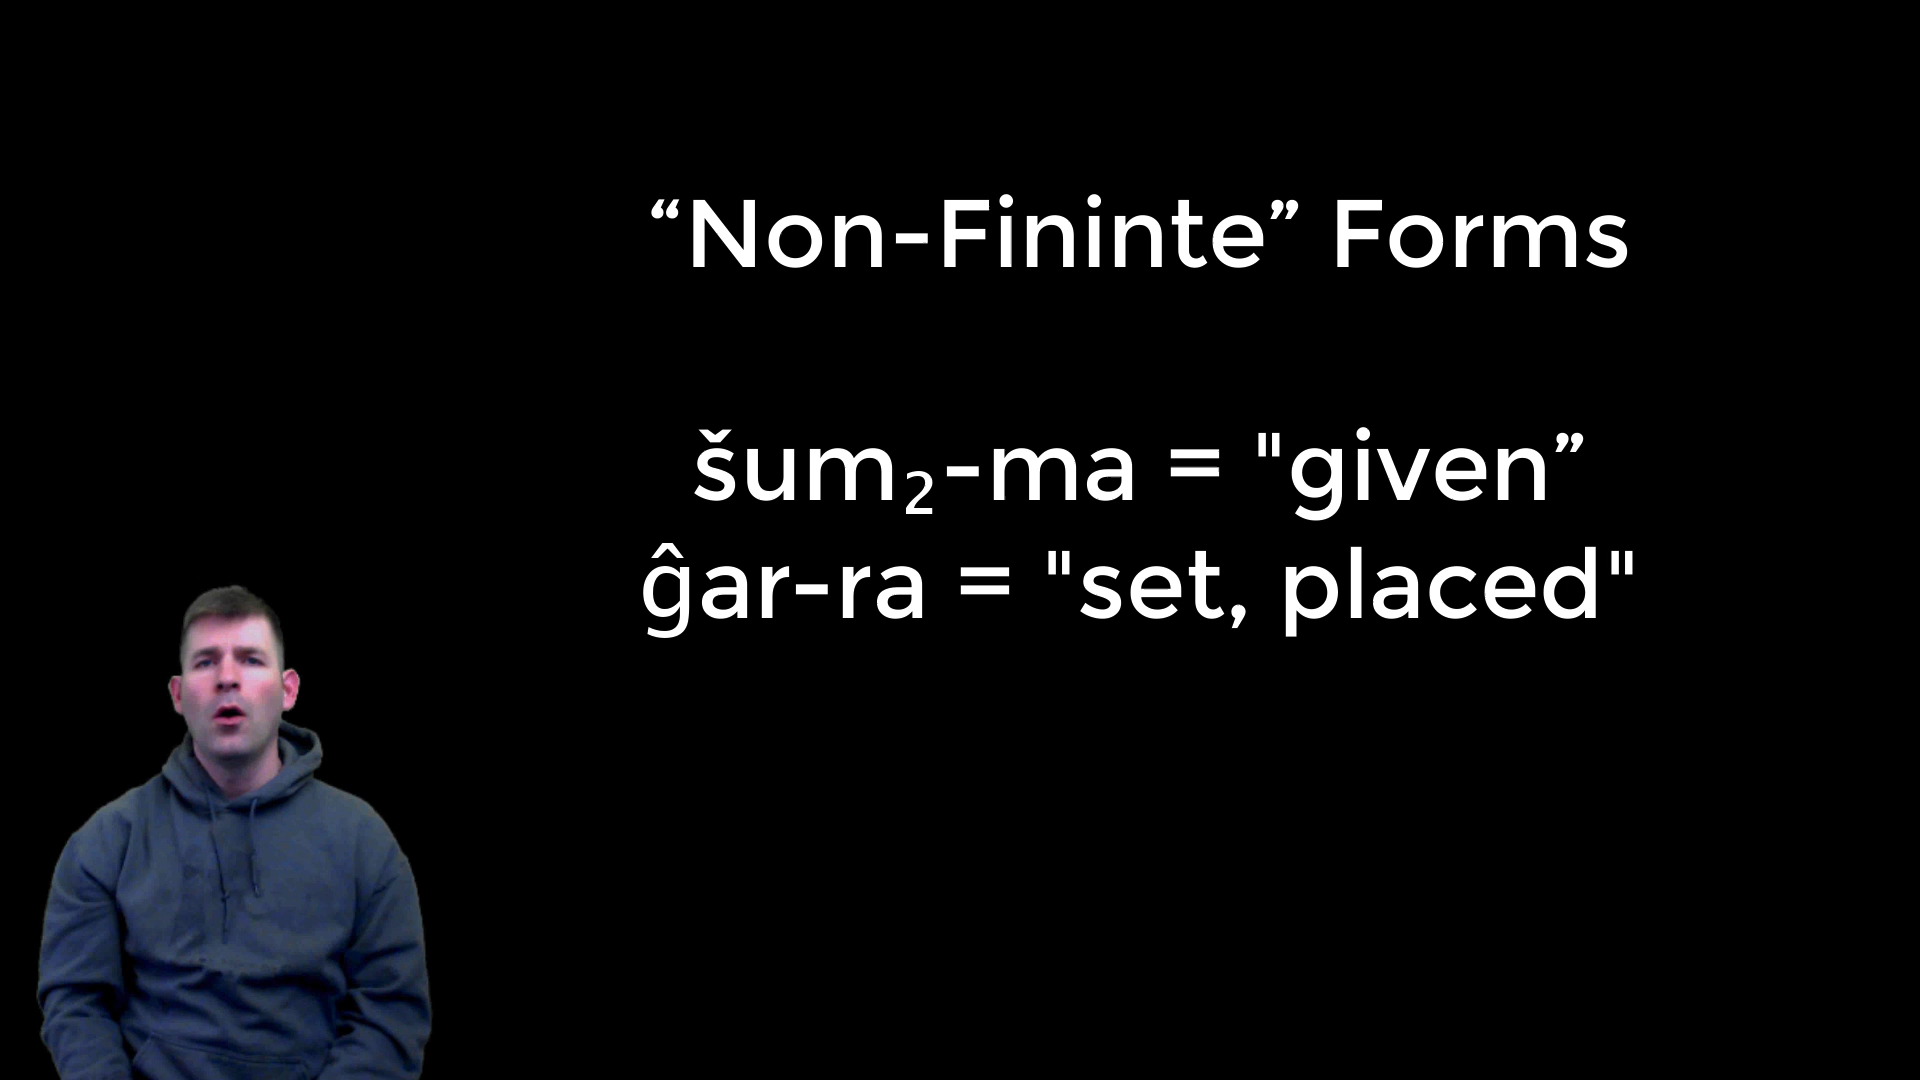 “Non-Fininte” Forms
šum₂-ma = "given”
ĝar-ra = "set, placed"